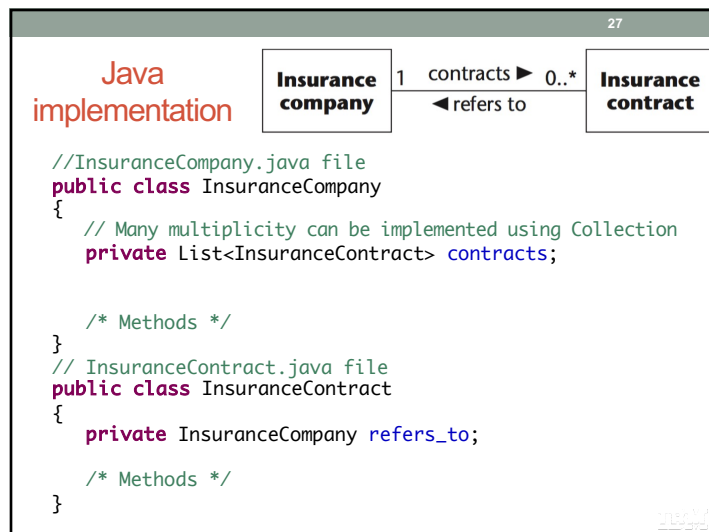 27
Java
implementation
Insurance
company
1 contracts ► 0..*
◄ refers to
Insurance
contract
//InsuranceCompany.java file
public class InsuranceCompany
{
// Many multiplicity can be implemented using Collection
private List<InsuranceContract> contracts;
/* Methods */
}
// InsuranceContract.java file
public class InsuranceContract
{
private InsuranceCompany refers_to;
/* Methods */
}